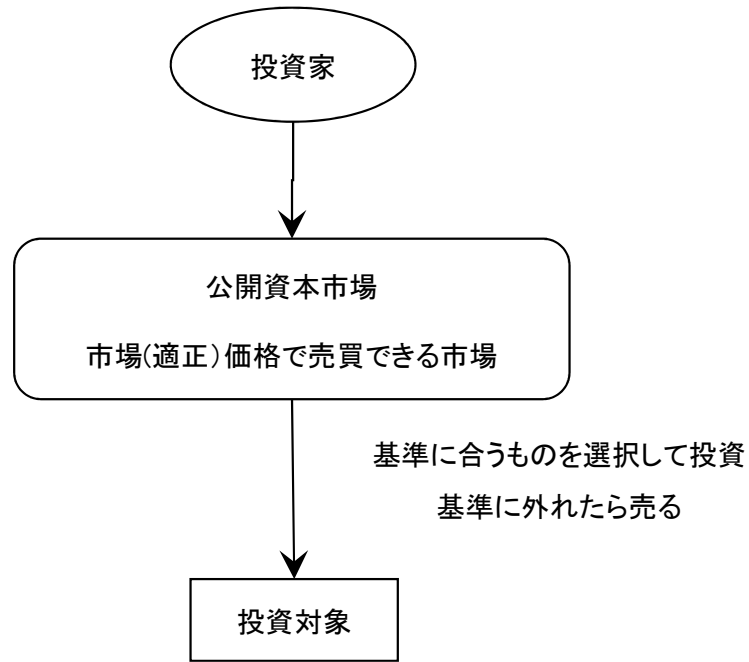 投資家
公開資本市場
市場(適正)価格で売買できる市場
基準に合うものを選択して投資
基準に外れたら売る
投資対象